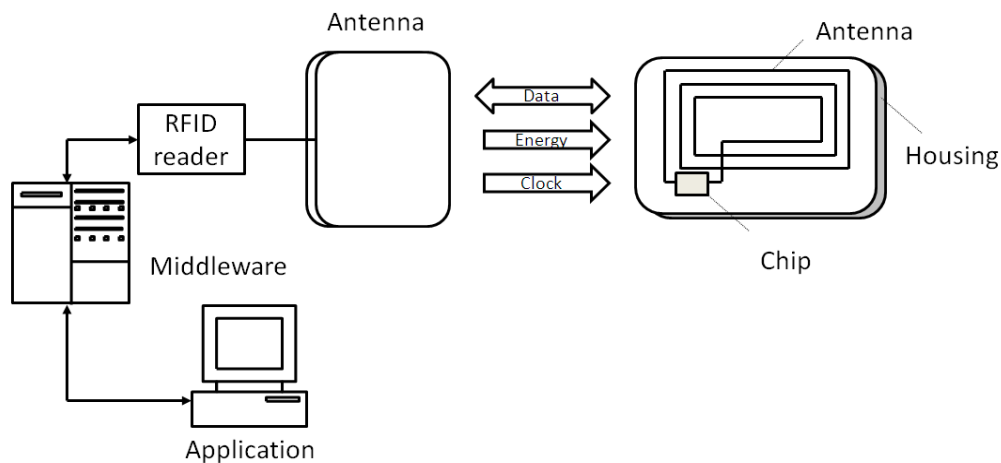 Antenna
Antenna
RFID
reader
Data
Energy
Clock
Housing
Chip
Middleware
Application